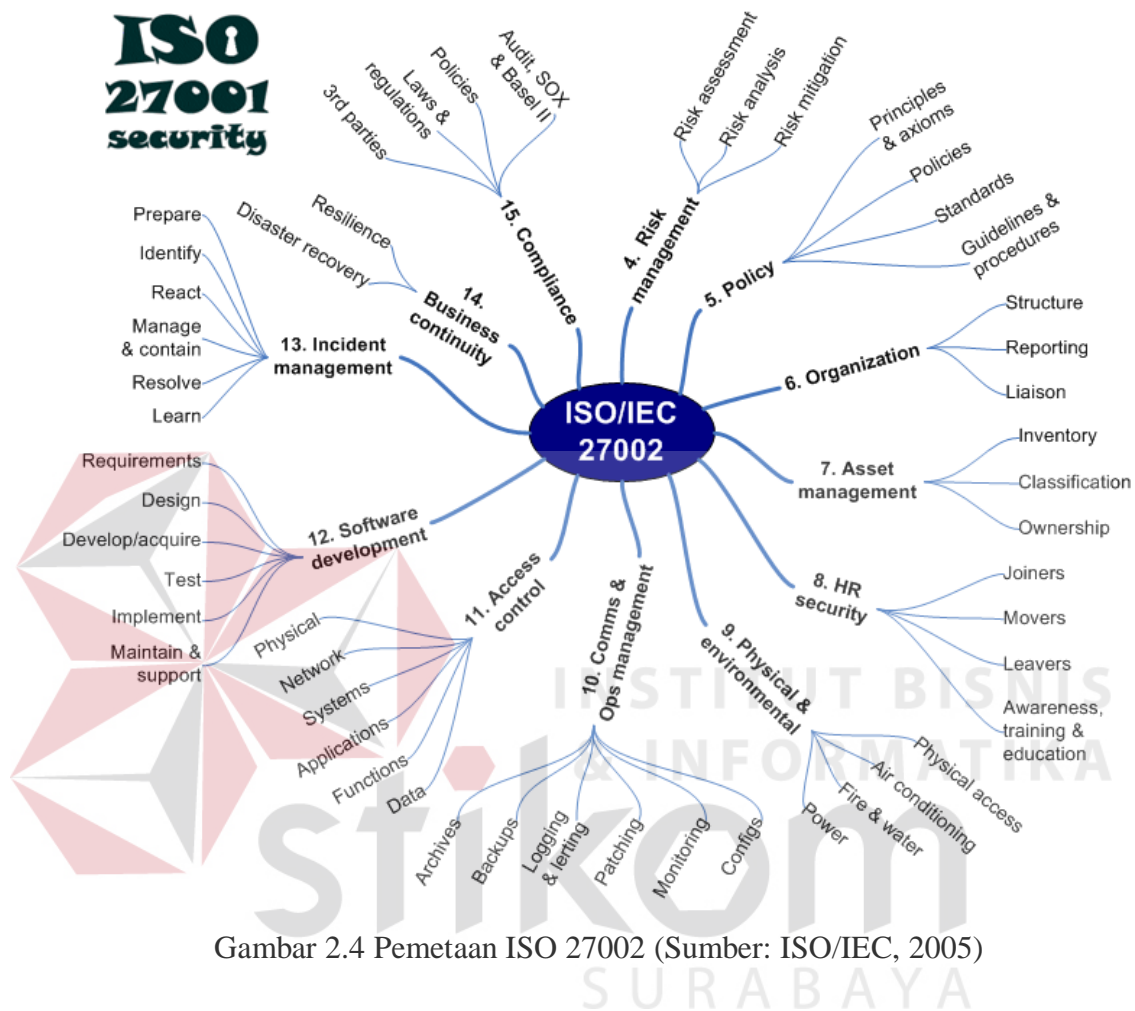 ISO
27001
security
ISO/IEC
27002
4. Risk
management
Risk assessment
Risk analysis
Risk mitigation
5. Policy
Principles
& axioms
Policies
Standards
Guidelines &
procedures
6. Organization
Structure
Reporting
Liaison
7. Asset
management
Inventory
Classification
Ownership
8. HR
security
Joiners
Movers
Leavers
Awareness,
training &
education
9. Physical &
environmental
Physical access
Air conditioning
Fire & water
Power
10. Comms &
Ops management
Configs
Monitoring
Patching
Logging
& lerting
Backups
Archives
11. Access
control
Physical
Network
Systems
Applications
Functions
Data
12. Software
development
Requirements
Design
Develop/acquire
Test
Implement
Maintain &
support
13. Incident
management
Prepare
Identify
React
Manage
& contain
Resolve
Learn
14.
Business
continuity
Resilience
Disaster recovery
15. Compliance
3rd parties
Laws &
regulations
Policies
Audit, SOX
& Basel II
INSTITUT BISNIS
& INFORMATIKA
stikom
SURABAYA
Gambar 2.4 Pemetaan ISO 27002 (Sumber: ISO/IEC, 2005)